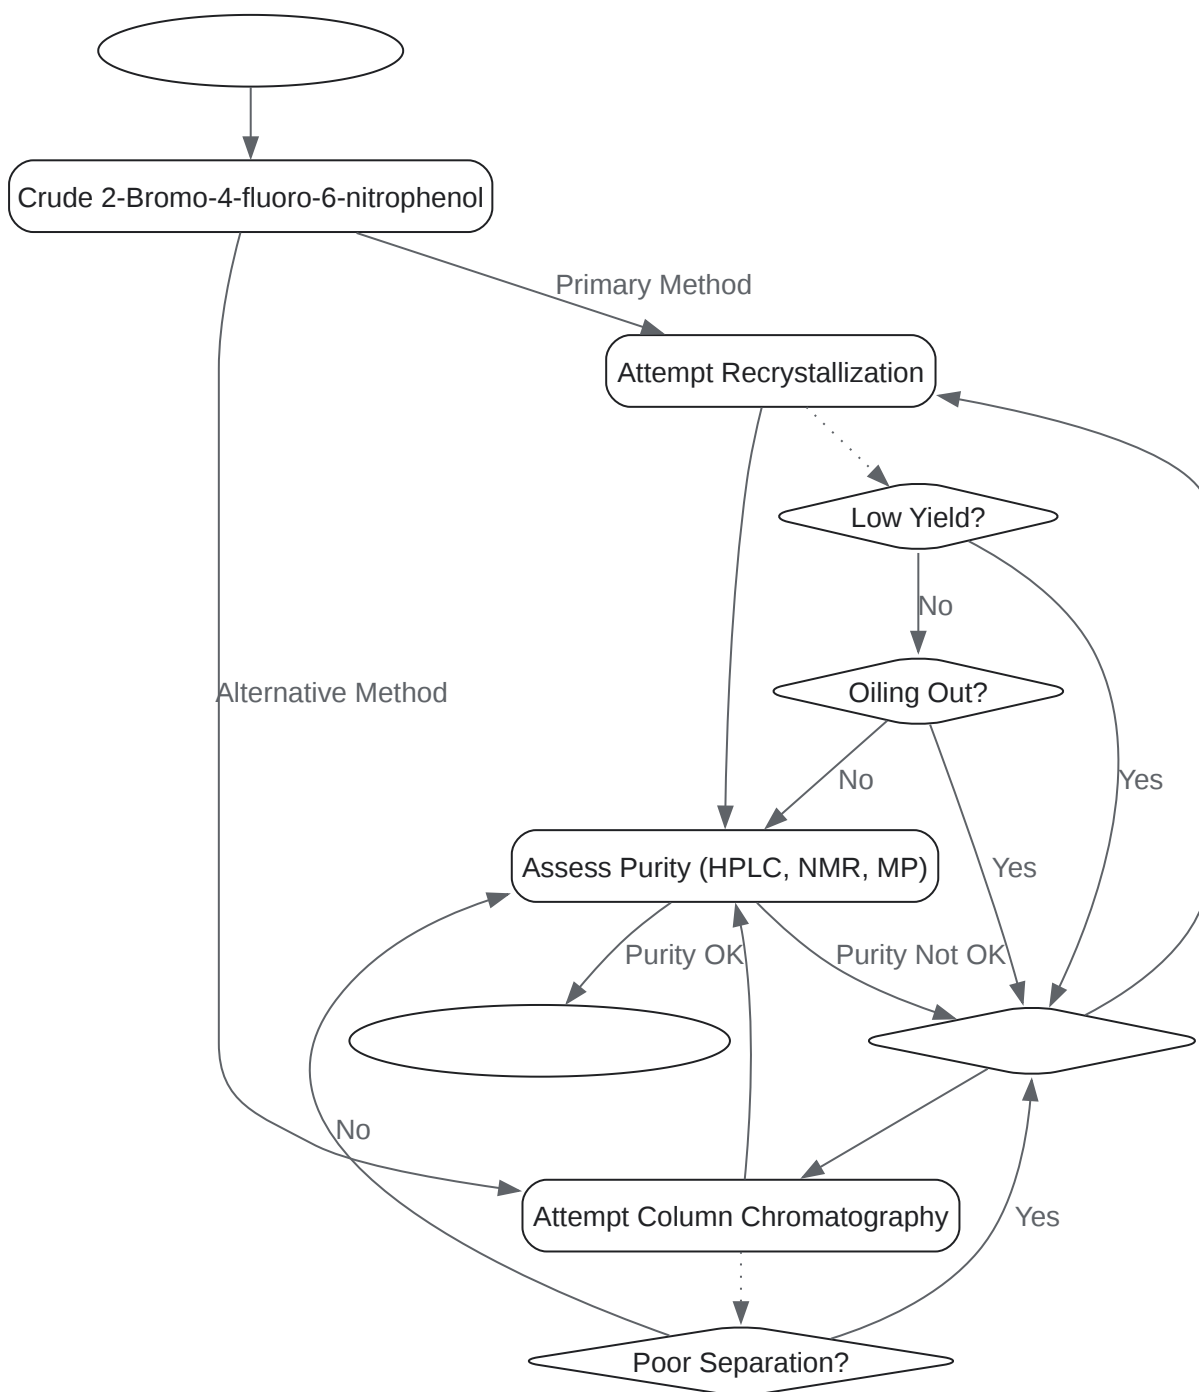 Crude 2-Bromo-4-fluoro-6-nitrophenol
Primary Method
Attempt Recrystallization
Low Yield?
No
Alternative Method
Oiling Out?
No
Yes
Assess Purity (HPLC, NMR, MP)
Yes
Purity OK
Purity Not OK
No
Attempt Column Chromatography
Yes
Poor Separation?